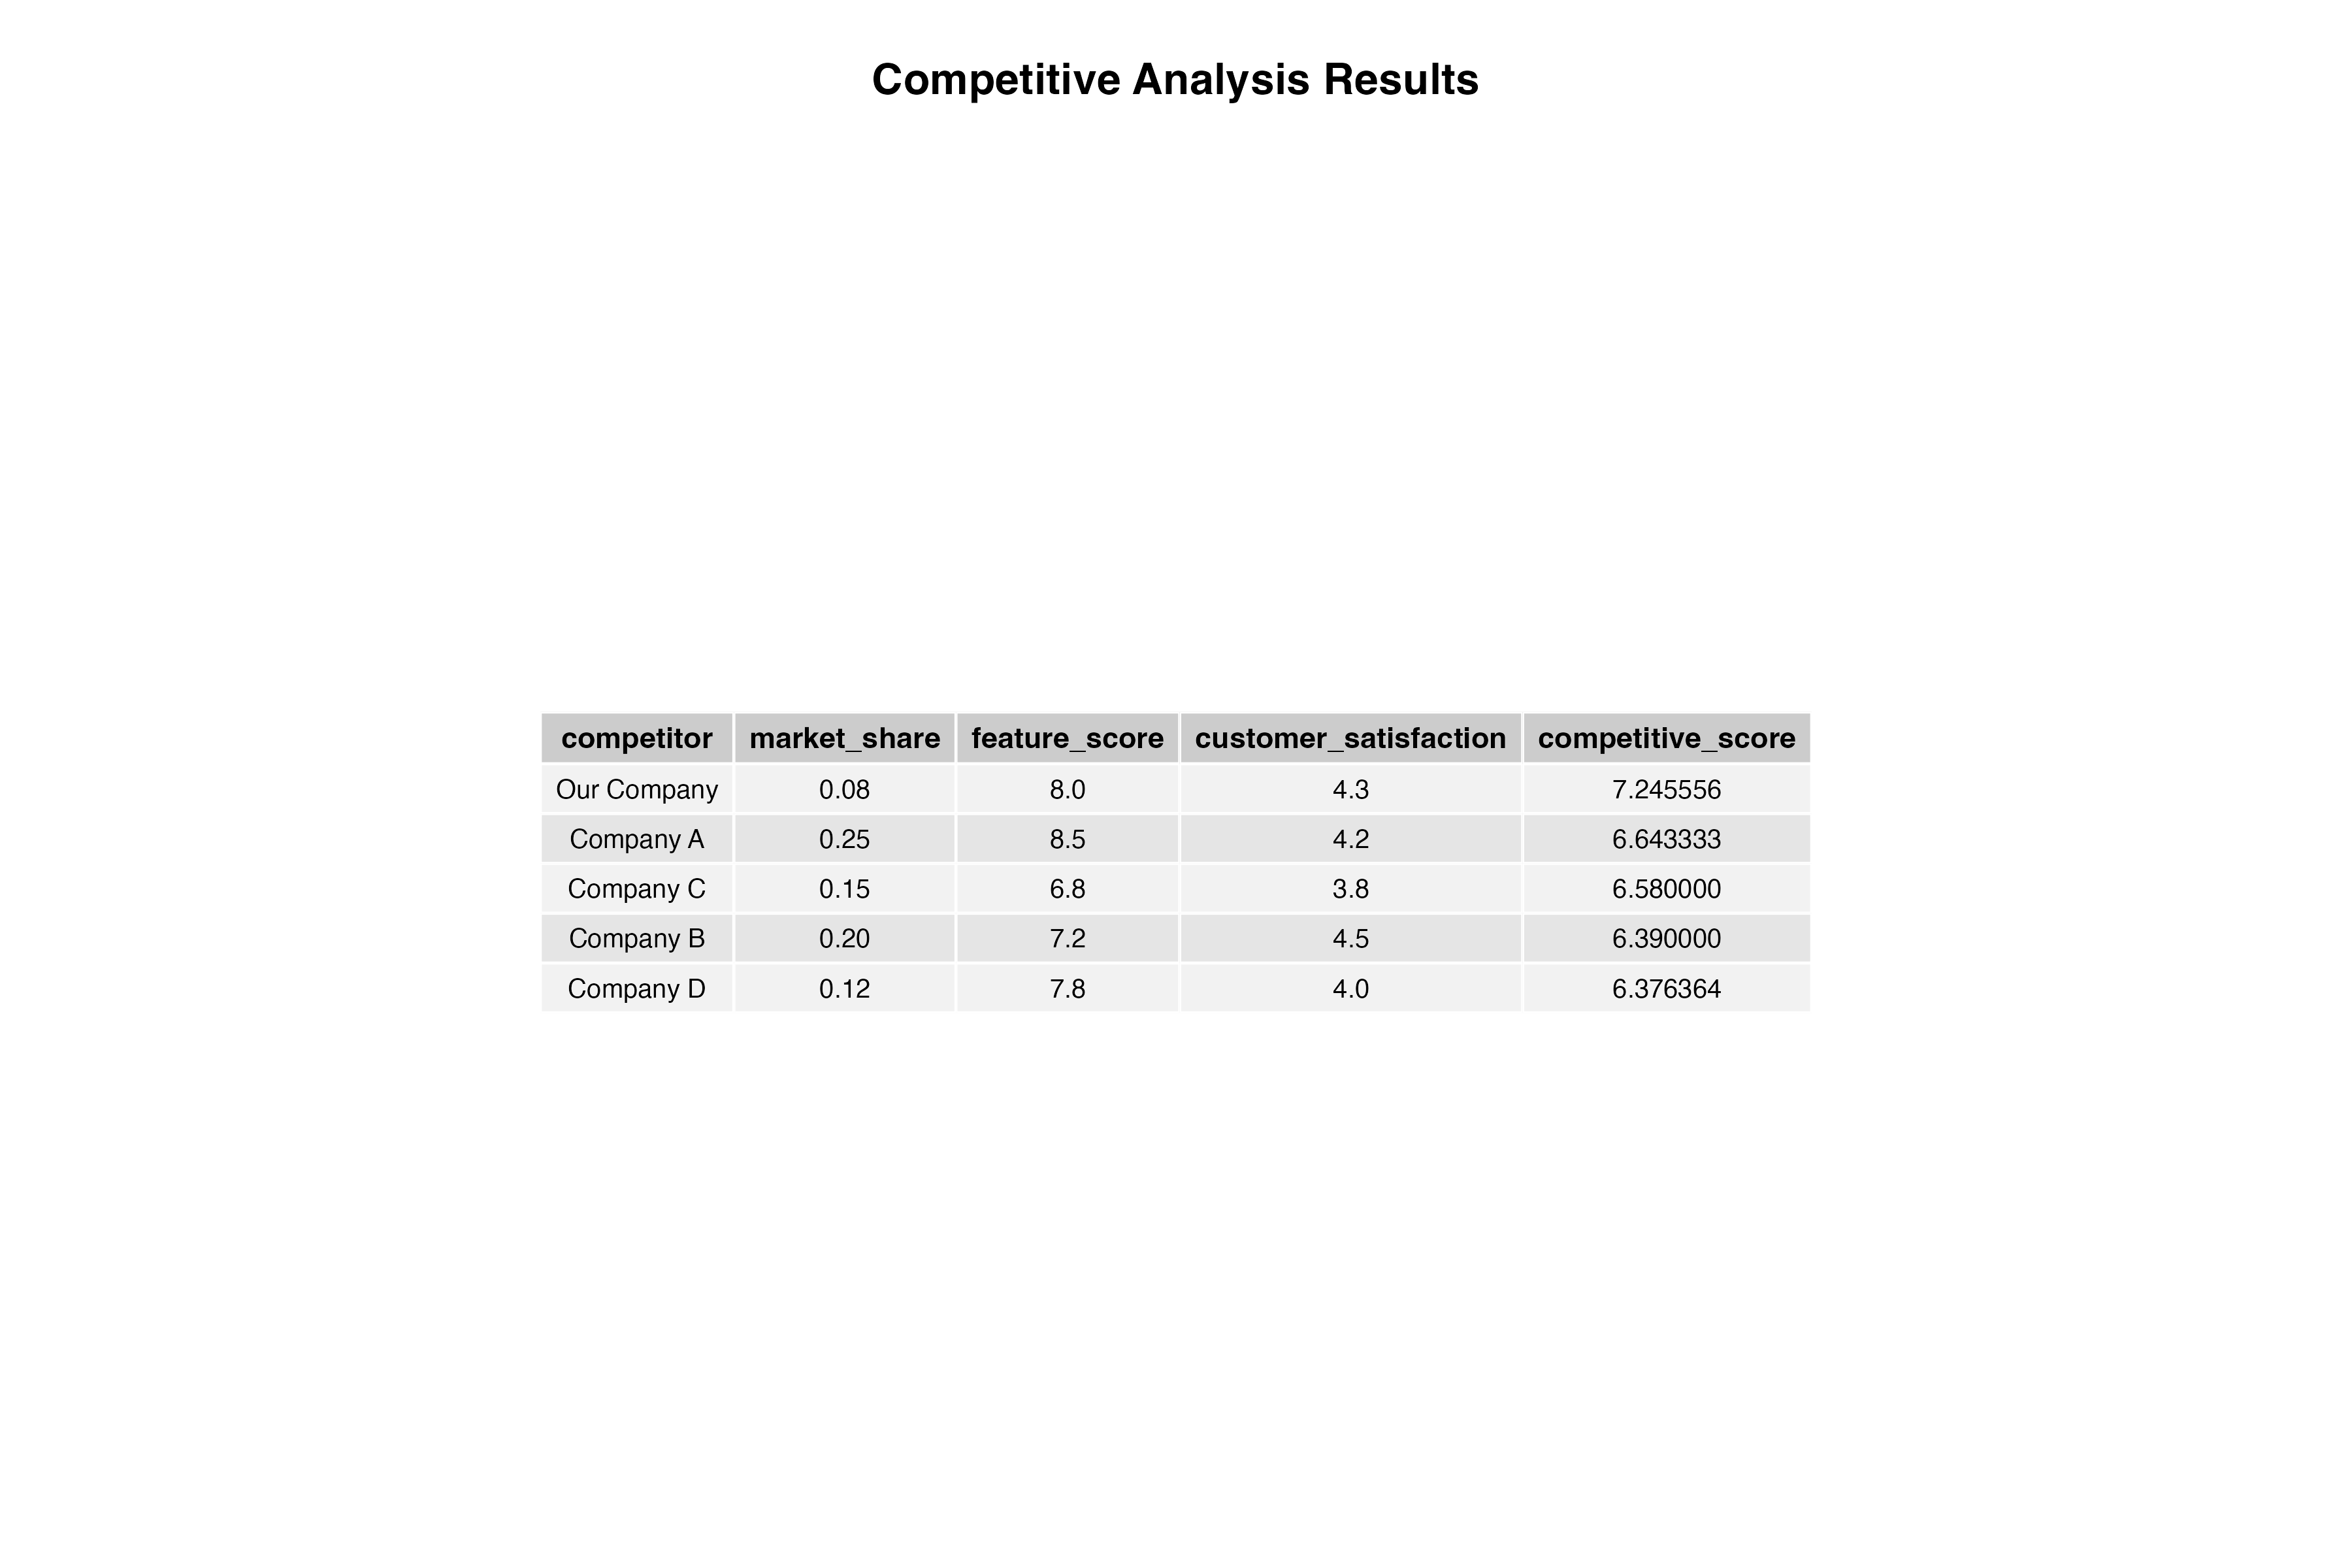 Competitive Analysis Results
competitor market_share feature_score customer_satisfaction competitive_score
Our Company 0.08 8.0 4.3 7.245556
Company A 0.25 8.5 4.2 6.643333
Company C 0.15 6.8 3.8 6.580000
Company B 0.20 7.2 4.5 6.390000
Company D 0.12 7.8 4.0 6.376364